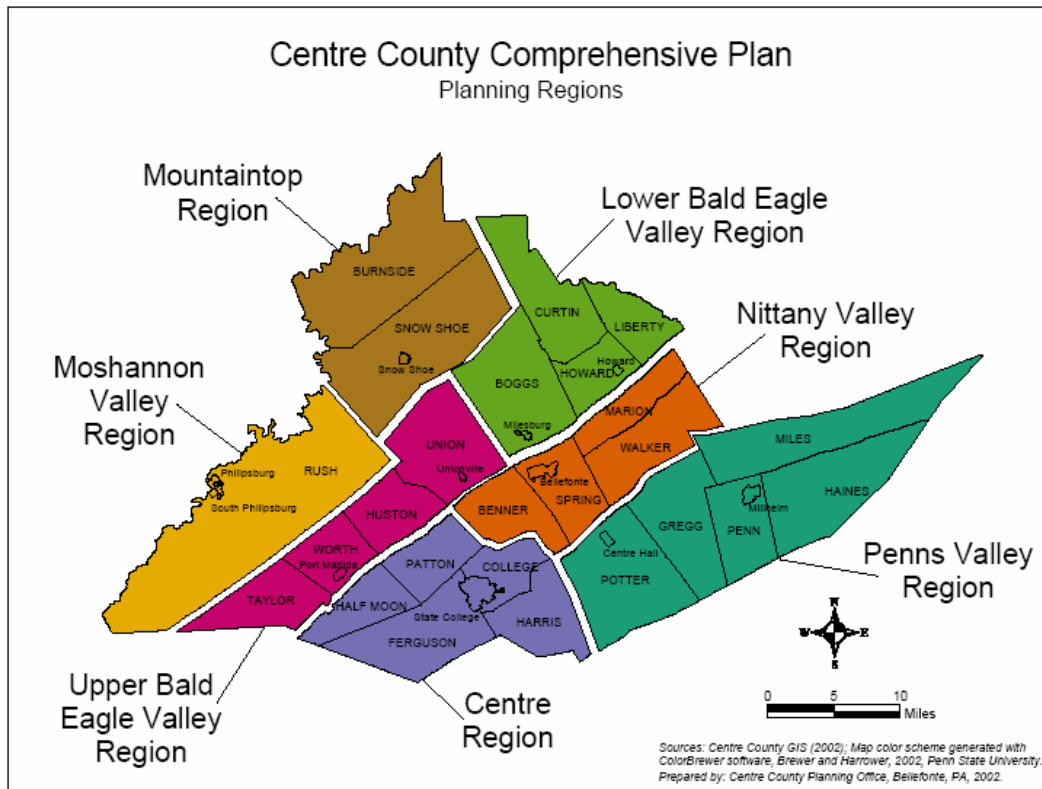 Centre County Comprehensive Plan
Planning Regions
Mountaintop
Region
Lower Bald Eagle
Valley Region
Nittany Valley
Region
Moshannon
Valley
Region
Penns Valley
Region
Upper Bald
Eagle Valley
Region
Centre
Region
BURNSIDE
SNOW SHOE
Snow Shoe
CURTIN
LIBERTY
Howard
HOWARD
BOGGS
Milesburg
MARION
WALKER
UNION
Unionville
Bellefonte
SPRING
BENNER
MILES
HAINES
Millheim
PENN
GREGG
Centre Hall
POTTER
RUSH
Philipsburg
South Philipsburg
HUSTON
WORTH
Port Matilda
TAYLOR
PATTON
COLLEGE
HALF MOON
State College
HARRIS
FERGUSON
N
W E
S
0 5 10
Miles
Sources: Centre County GIS (2002); Map color scheme generated with
ColorBrewer software, Brewer and Harrower, 2002, Penn State University.
Prepared by: Centre County Planning Office, Bellefonte, PA, 2002.